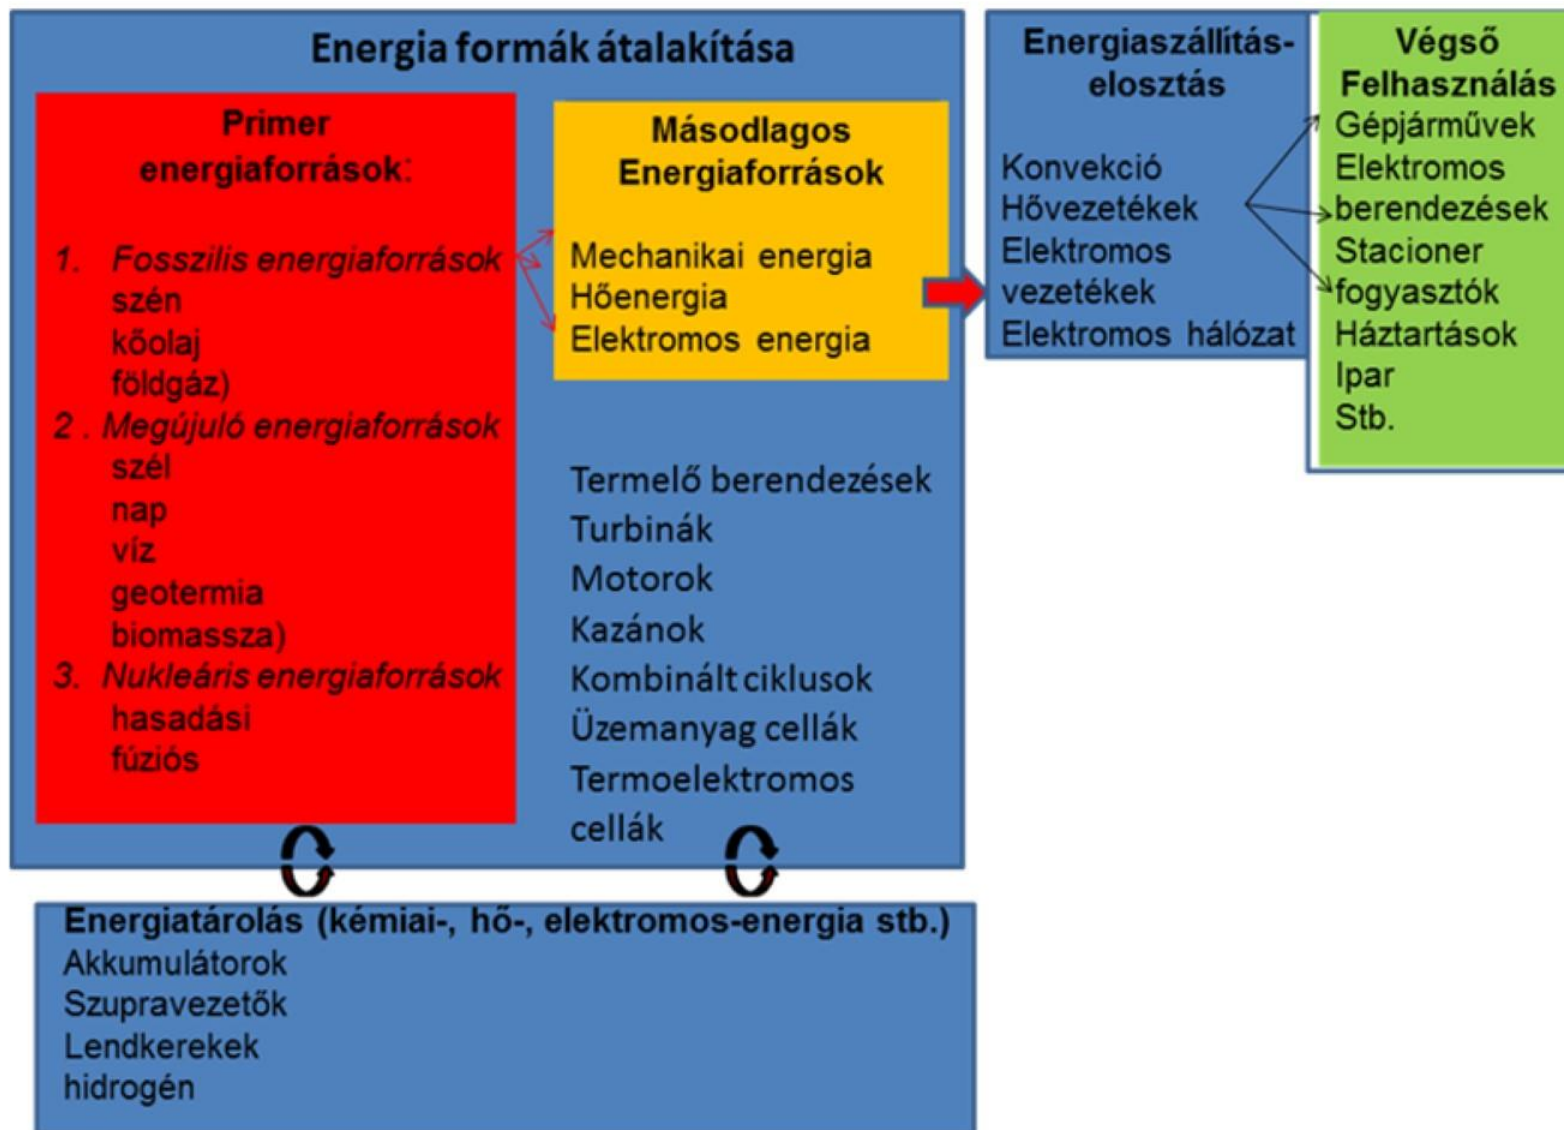 Energia formák átalakítása
Primer
energiaforrások:
1. Fosszilis energiaforrások
szén
kőolaj
földgáz)
2 . Megújuló energiaforrások
szél
nap
víz
geotermia
biomassza)
3. Nukleáris energiaforrások
hasadási
fúziós
Másodlagos
Energiaforrások
Mechanikai energia
Hőenergia
Elektromos energia
Termelő berendezések
Turbinák
Motorok
Kazánok
Kombinált ciklusok
Üzemanyag cellák
Termoelektromos
cellák
Energiaszállítás-
elosztás
Konvekció
Hővezetékek
Elektromos
vezetékek
Elektromos hálózat
Végső
Felhasználás
Gépjárművek
Elektromos
berendezések
Stacioner
fogyasztók
Háztartások
Ipar
Stb.
Energiatárolás (kémiai-, hő-, elektromos-energia stb.)
Akkumulátorok
Szupravezetők
Lendkerekek
hidrogén